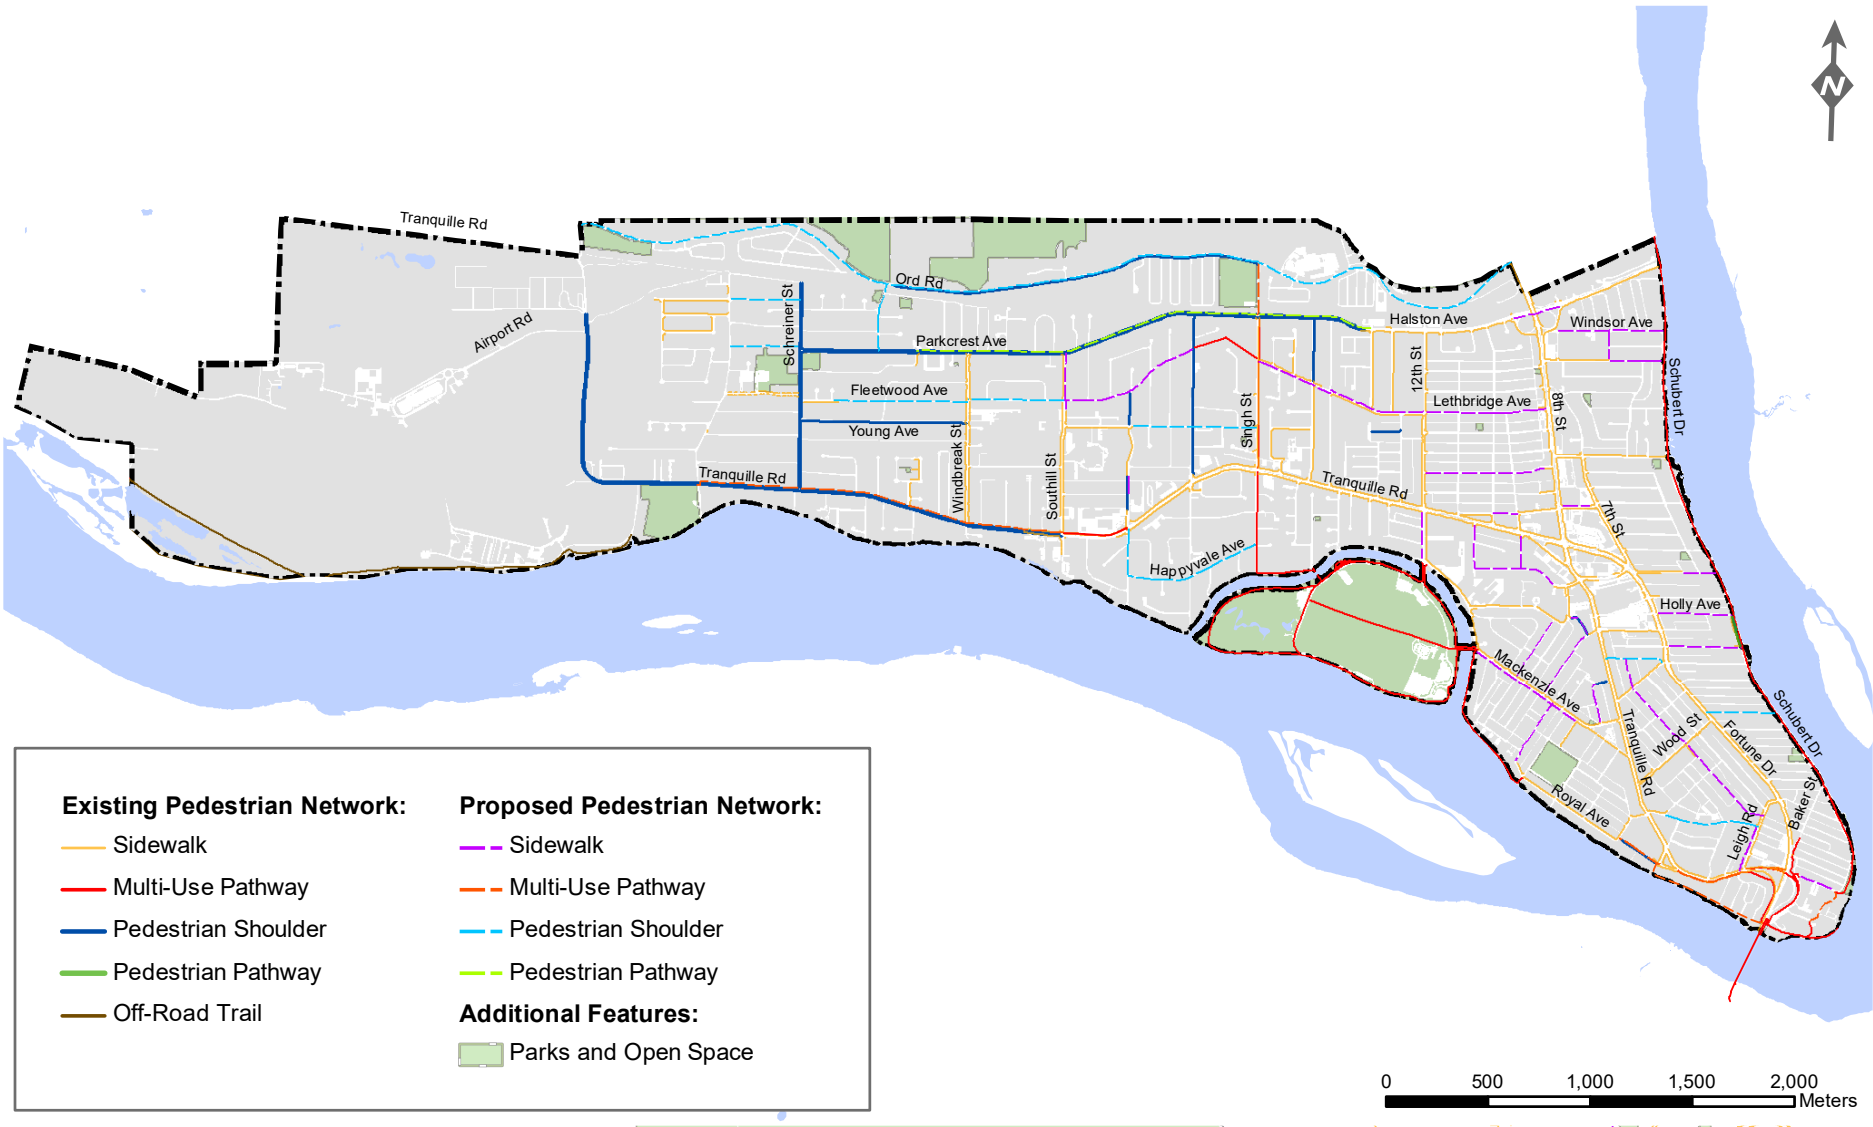 N
Tranquille Rd
Airport Rd
Schreiner St
Ord Rd
Parkcrest Ave
Fleetwood Ave
Young Ave
Windbreak St
Southill St
Tranquille Rd
Singh St
Halston Ave
Windsor Ave
12th St
Lethbridge Ave
8th St
Schubert Dr
Tranquille Rd
7th St
Happyvale Ave
Holly Ave
Mackenzie Ave
Tranquille Rd
Wood St
Fortune Dr
Schubert Dr
Royal Ave
Leigh Rd
Baker St
Existing Pedestrian Network:
Sidewalk
Multi-Use Pathway
Pedestrian Shoulder
Pedestrian Pathway
Off-Road Trail
Proposed Pedestrian Network:
Sidewalk
Multi-Use Pathway
Pedestrian Shoulder
Pedestrian Pathway
Additional Features:
Parks and Open Space
0 500 1,000 1,500 2,000
Meters